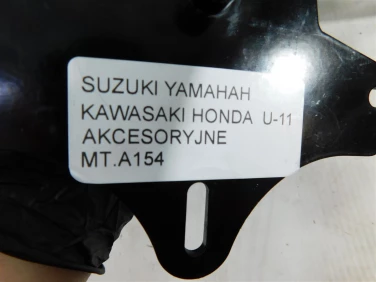 SUZUKI YAMAHAH
KAWASAKI HONDA U-11
AKCESORYJNE
MT.A154